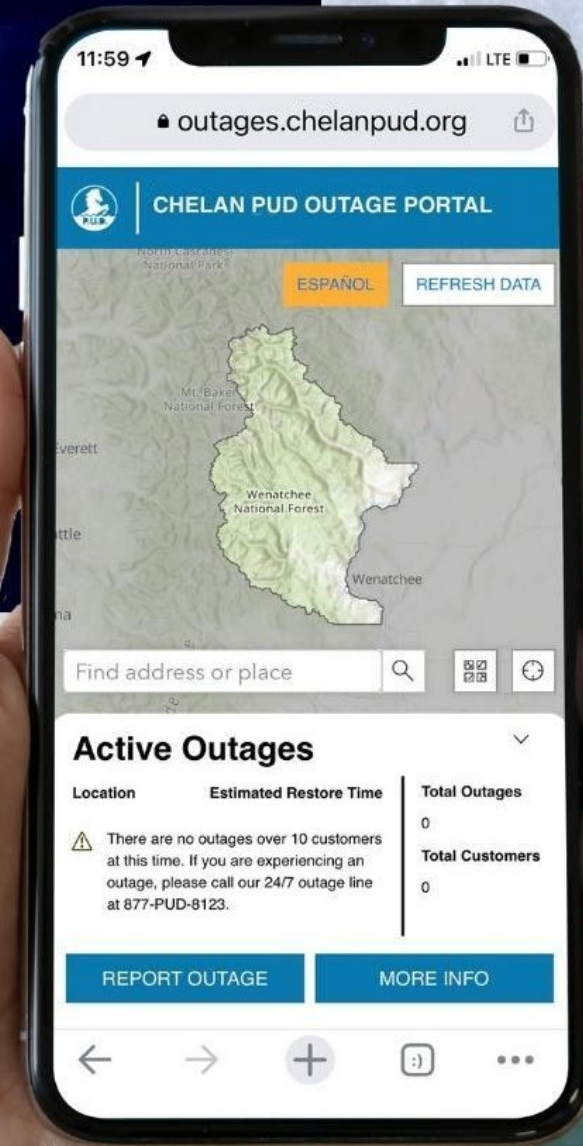 11:59
LTE
outages.chelanpud.org
P.U.D.
CHELAN PUD OUTAGE PORTAL
North Cascades
National Park
ESPAÑOL
REFRESH DATA
Mt. Baker
National Forest
Everett
ttle
Wenatchee
National Forest
Wenatchee
ma
Find address or place
Active Outages
Location Estimated Restore Time
There are no outages over 10 customers
at this time. If you are experiencing an
outage, please call our 24/7 outage line
at 877-PUD-8123.
Total Outages
0
Total Customers
0
REPORT OUTAGE
MORE INFO
:)